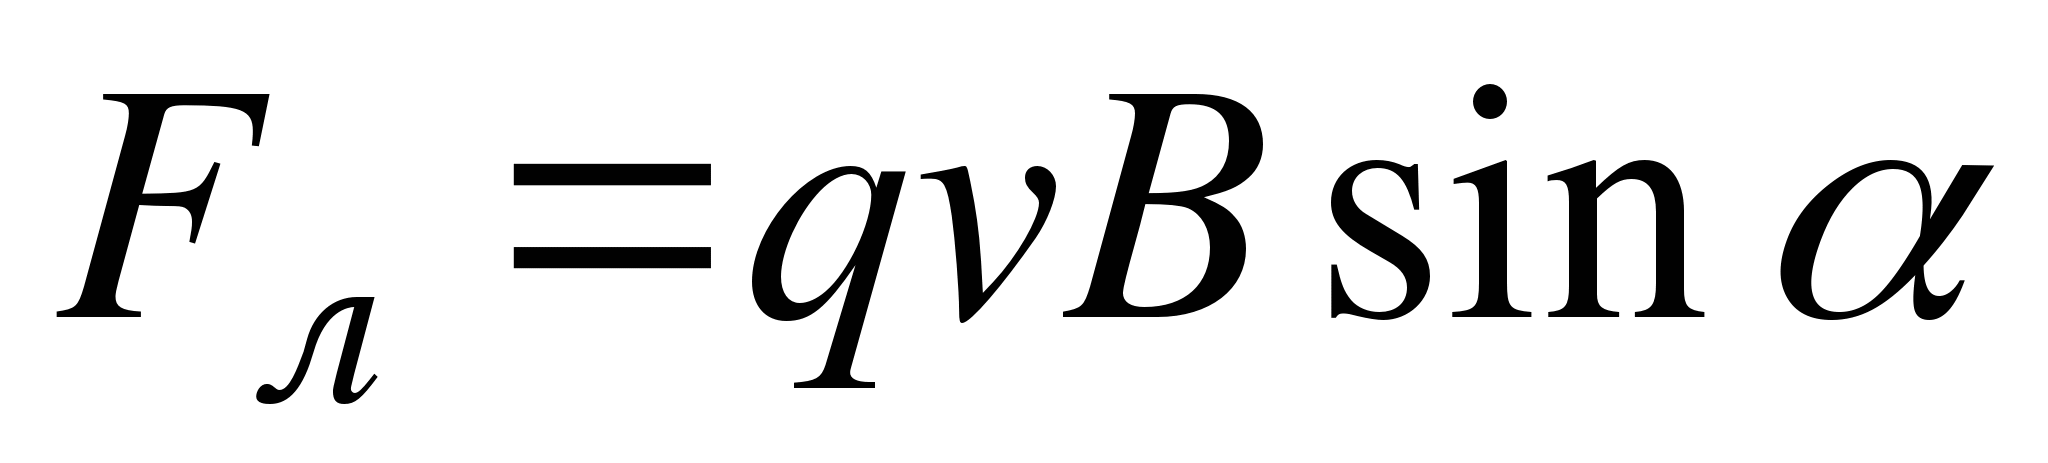 Fл = qvB sin α